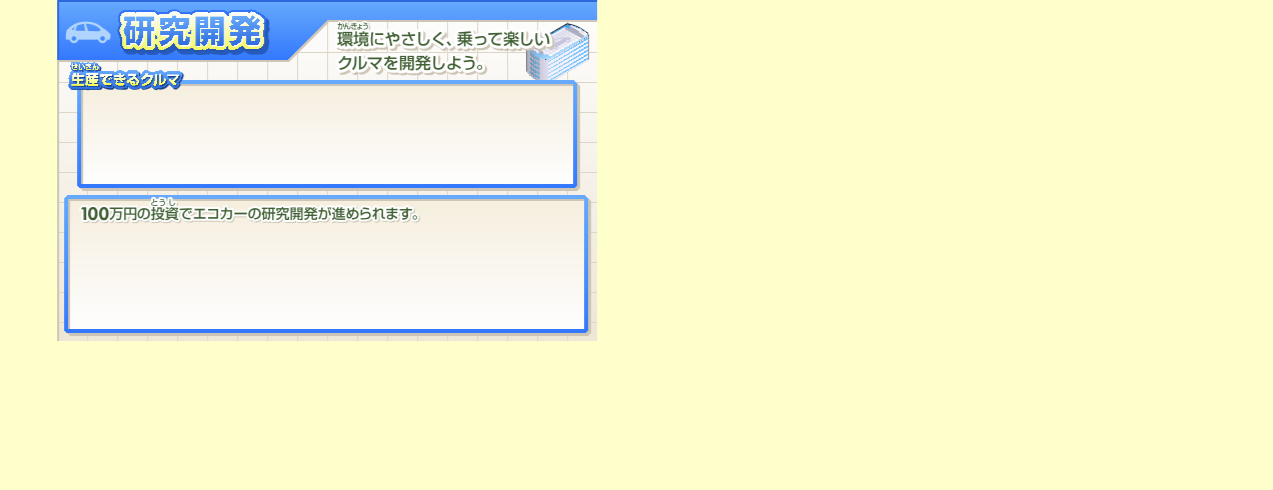 研究開発
かんきょう
環境にやさしく、乗って楽しい
クルマを開発しよう。
せいさん
生産できるクルマ
とうし
100万円の投資でエコカーの研究開発が進められます。